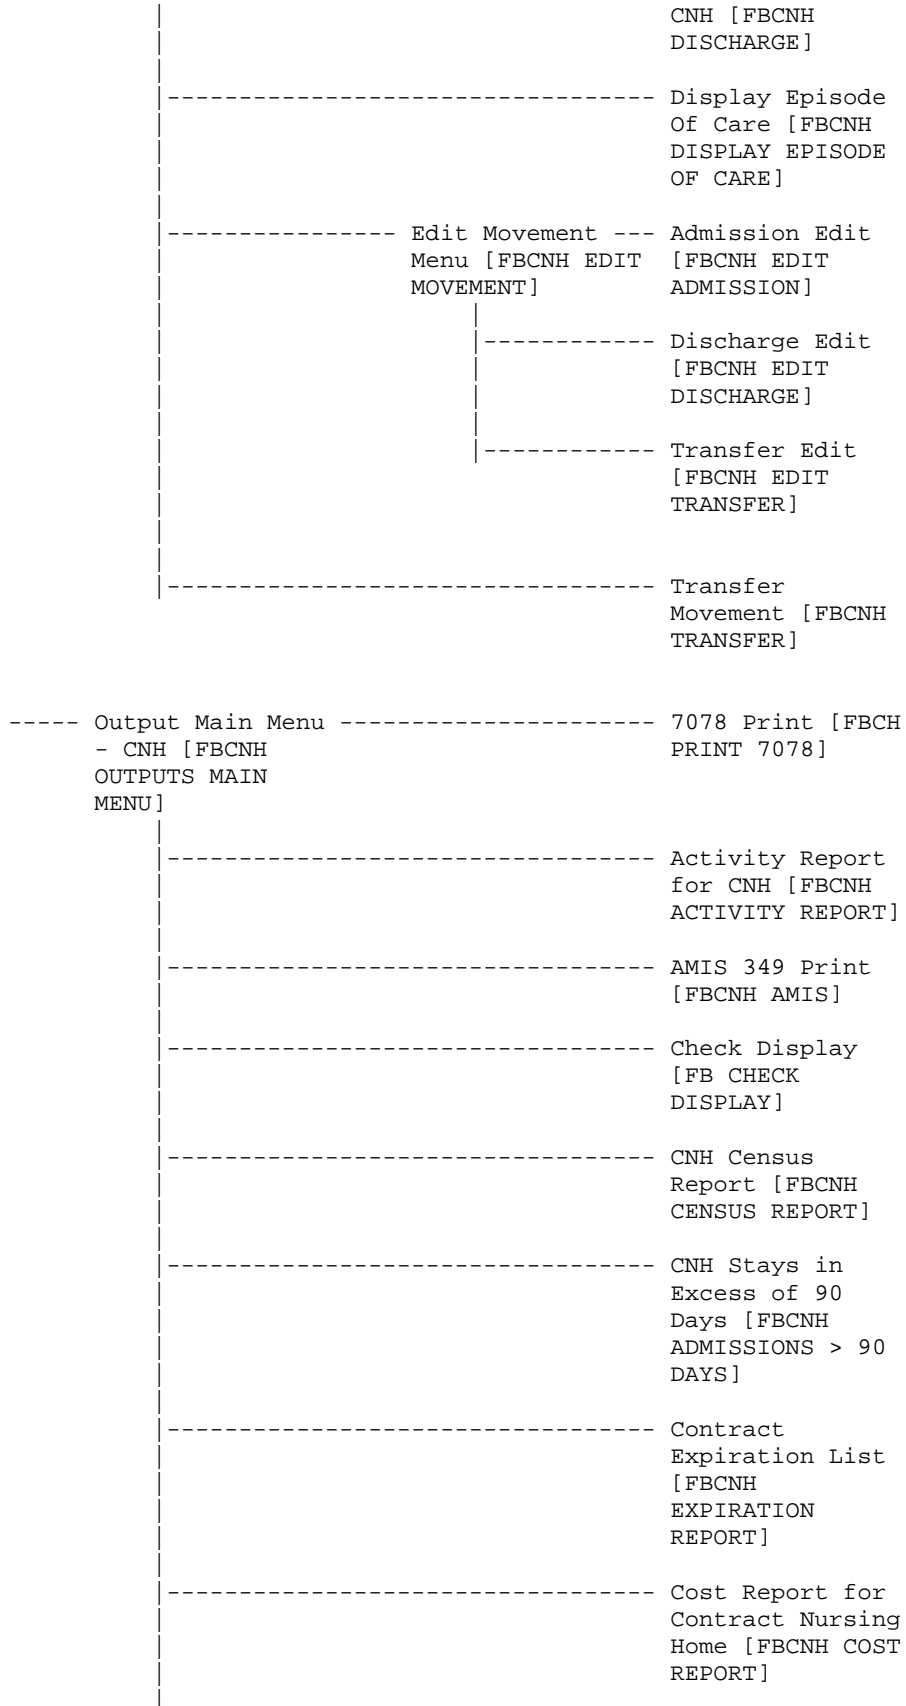 CNH [FBCNH
DISCHARGE]
Display Episode
Of Care [FBCNH
DISPLAY EPISODE
OF CARE]
Edit Movement --- Admission Edit
Menu [FBCNH EDIT [FBCNH EDIT
MOVEMENT] ADMISSION]
Discharge Edit
[FBCNH EDIT
DISCHARGE]
Transfer Edit
[FBCNH EDIT
TRANSFER]
Transfer
Movement [FBCNH
TRANSFER]
----- Output Main Menu ---------------------- 7078 Print [FBCH
- CNH [FBCNH PRINT 7078]
OUTPUTS MAIN
MENU]
Activity Report
for CNH [FBCNH
ACTIVITY REPORT]
AMIS 349 Print
[FBCNH AMIS]
Check Display
[FB CHECK
DISPLAY]
CNH Census
Report [FBCNH
CENSUS REPORT]
CNH Stays in
Excess of 90
Days [FBCNH
ADMISSIONS > 90
DAYS]
Contract
Expiration List
[FBCNH
EXPIRATION
REPORT]
Cost Report for
Contract Nursing
Home [FBCNH COST
REPORT]